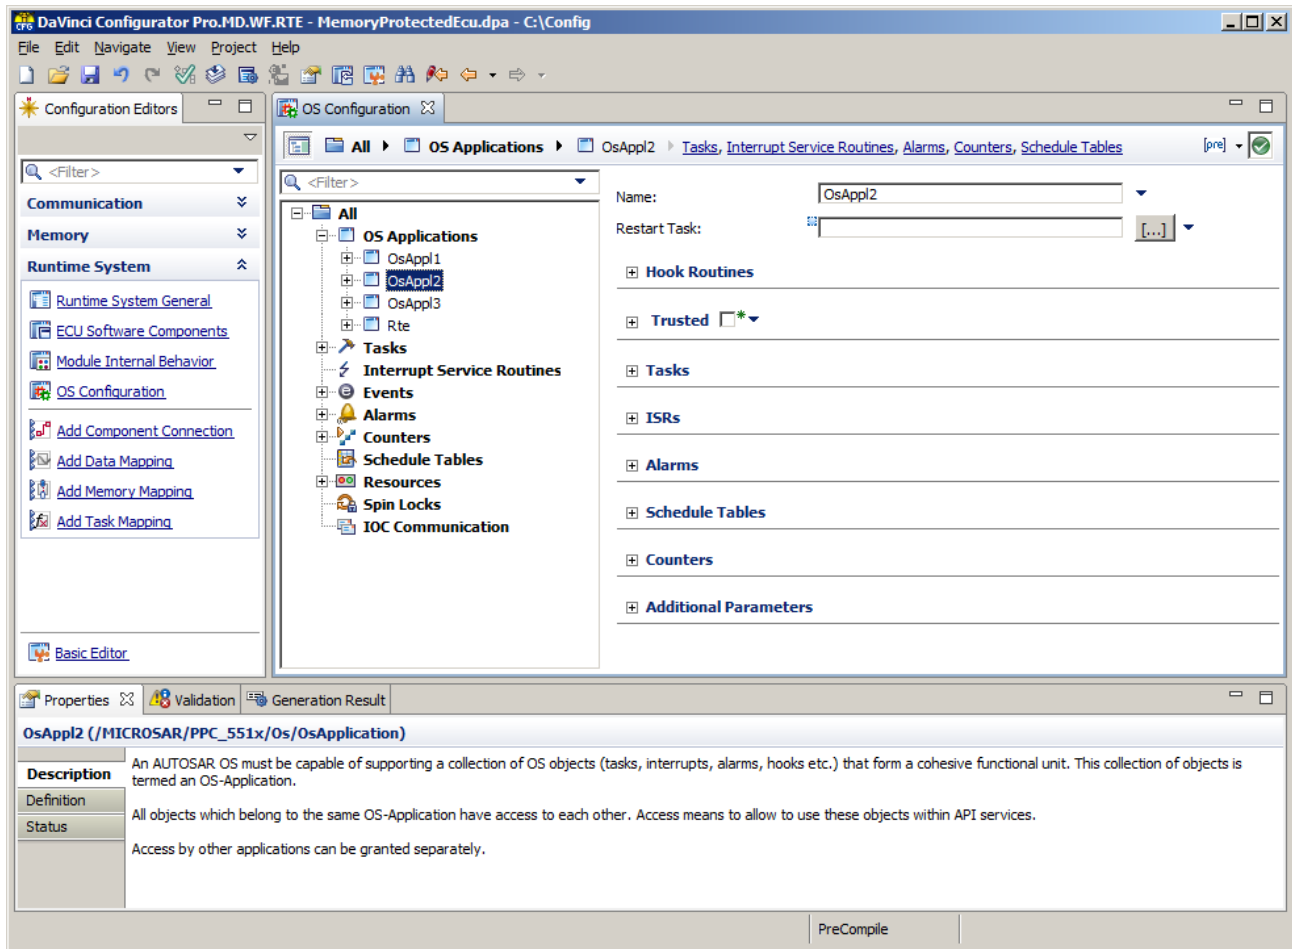 DaVinci Configurator Pro.MD.WF.RTE - MemoryProtectedEcu.dpa - C:\Config
File Edit Navigate View Project Help
Configuration Editors
OS Configuration
All OS Applications OsAppl2 Tasks, Interrupt Service Routines, Alarms, Counters, Schedule Tables [pre]
<Filter>
Communication
Memory
Runtime System
Runtime System General
ECU Software Components
Module Internal Behavior
OS Configuration
Add Component Connection
Add Data Mapping
Add Memory Mapping
Add Task Mapping
Basic Editor
<Filter>
All
OS Applications
OsAppl1
OsAppl2
OsAppl3
Rte
Tasks
Interrupt Service Routines
Events
Alarms
Counters
Schedule Tables
Resources
Spin Locks
IOC Communication
Name: OsAppl2
Restart Task: [...]
Hook Routines
Trusted *
Tasks
ISRs
Alarms
Schedule Tables
Counters
Additional Parameters
Properties Validation Generation Result
OsAppl2 (/MICROSAR/PPC_551x/Os/OsApplication)
Description
Definition
Status
An AUTOSAR OS must be capable of supporting a collection of OS objects (tasks, interrupts, alarms, hooks etc.) that form a cohesive functional unit. This collection of objects is
termed an OS-Application.
All objects which belong to the same OS-Application have access to each other. Access means to allow to use these objects within API services.
Access by other applications can be granted separately.
PreCompile